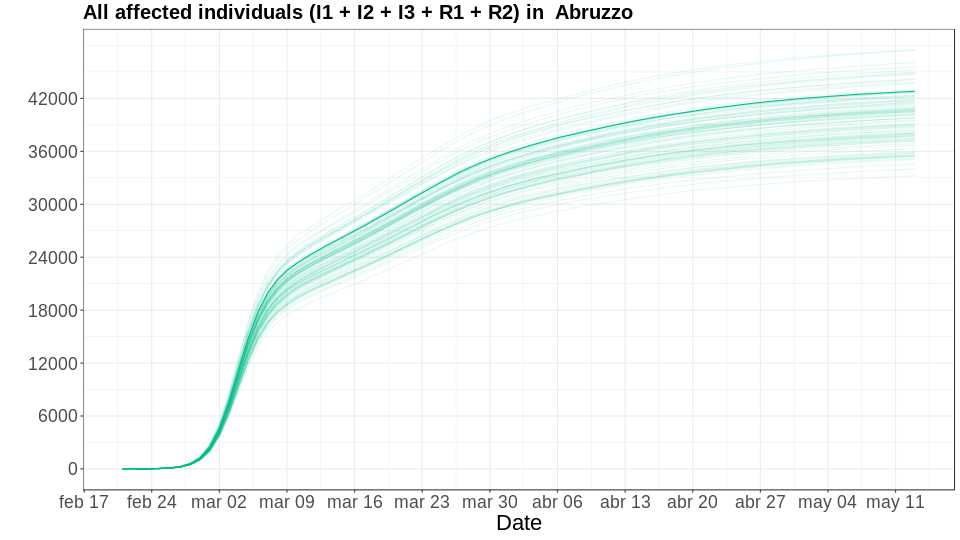 All affected individuals (I1 + I2 + I3 + R1 + R2) in  Abruzzo
42000
36000
30000
24000
18000
12000
6000
0
feb 17 feb 24 mar 02 mar 09 mar 16 mar 23 mar 30 abr 06 abr 13 abr 20 abr 27 may 04 may 11
Date